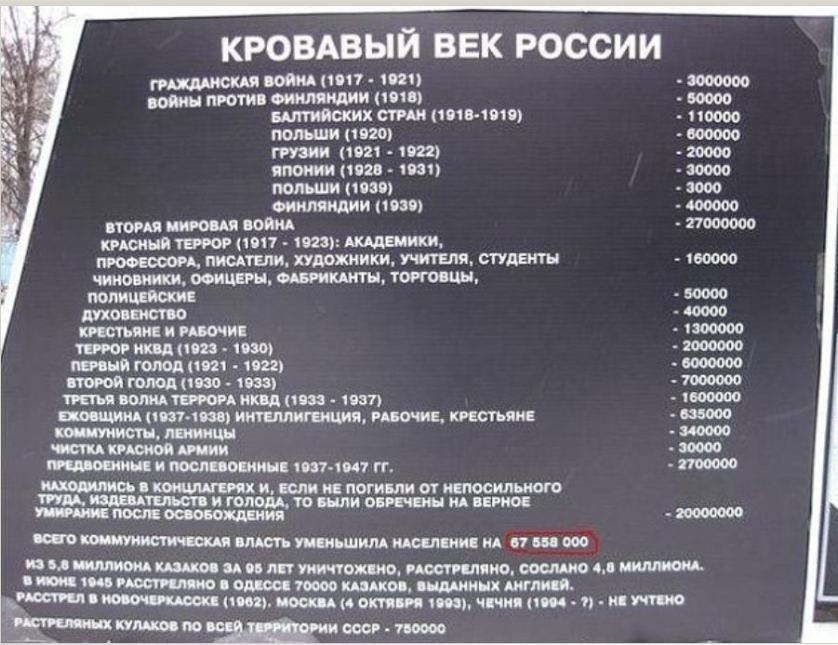 КРОВАВЫЙ ВЕК РОССИИ
ГРАЖДАНСКАЯ ВОЙНА (1917 - 1921) - 3000000
ВОЙНЫ ПРОТИВ ФИНЛЯНДИИ (1918) - 50000
БАЛТИЙСКИХ СТРАН (1918-1919) - 110000
ПОЛЬШИ (1920) - 600000
ГРУЗИИ (1921 - 1922) - 20000
ЯПОНИИ (1928 - 1931) - 30000
ПОЛЬШИ (1939) - 3000
ФИНЛЯНДИИ (1939) - 400000
ВТОРАЯ МИРОВАЯ ВОЙНА - 27000000
КРАСНЫЙ ТЕРРОР (1917 - 1923): АКАДЕМИКИ,
ПРОФЕССОРА, ПИСАТЕЛИ, ХУДОЖНИКИ, УЧИТЕЛЯ, СТУДЕНТЫ - 160000
ЧИНОВНИКИ, ОФИЦЕРЫ, ФАБРИКАНТЫ, ТОРГОВЦЫ,
ПОЛИЦЕЙСКИЕ - 50000
ДУХОВЕНСТВО - 40000
КРЕСТЬЯНЕ И РАБОЧИЕ - 1300000
ТЕРРОР НКВД (1923 - 1930) - 2000000
ПЕРВЫЙ ГОЛОД (1921 - 1922) - 6000000
ВТОРОЙ ГОЛОД (1930 - 1933) - 7000000
ТРЕТЬЯ ВОЛНА ТЕРРОРА НКВД (1933 - 1937) - 1600000
ЕЖОВЩИНА (1937-1938) ИНТЕЛЛИГЕНЦИЯ, РАБОЧИЕ, КРЕСТЬЯНЕ - 635000
КОММУНИСТЫ, ЛЕНИНЦЫ - 340000
ЧИСТКА КРАСНОЙ АРМИИ - 30000
ПРЕДВОЕННЫЕ И ПОСЛЕВОЕННЫЕ 1937-1947 ГГ. - 2700000
НАХОДИЛИСЬ В КОНЦЛАГЕРЯХ И, ЕСЛИ НЕ ПОГИБЛИ ОТ НЕПОСИЛЬНОГО
ТРУДА, ИЗДЕВАТЕЛЬСТВ И ГОЛОДА, ТО БЫЛИ ОБРЕЧЕНЫ НА ВЕРНОЕ
УМИРАНИЕ ПОСЛЕ ОСВОБОЖДЕНИЯ - 20000000
ВСЕГО КОММУНИСТИЧЕСКАЯ ВЛАСТЬ УМЕНЬШИЛА НАСЕЛЕНИЕ НА 67 558 000
ИЗ 5,8 МИЛЛИОНА КАЗАКОВ ЗА 95 ЛЕТ УНИЧТОЖЕНО, РАССТРЕЛЯНО, СОСЛАНО 4,8 МИЛЛИОНА.
В ИЮНЕ 1945 РАССТРЕЛЯНО В ОДЕССЕ 70000 КАЗАКОВ, ВЫДАННЫХ АНГЛИЕЙ.
РАССТРЕЛ В НОВОЧЕРКАССКЕ (1962). МОСКВА (4 ОКТЯБРЯ 1993), ЧЕЧНЯ (1994 - ?) - НЕ УЧТЕНО
РАСТРЕЛЯНЫХ КУЛАКОВ ПО ВСЕЙ ТЕРРИТОРИИ СССР - 750000